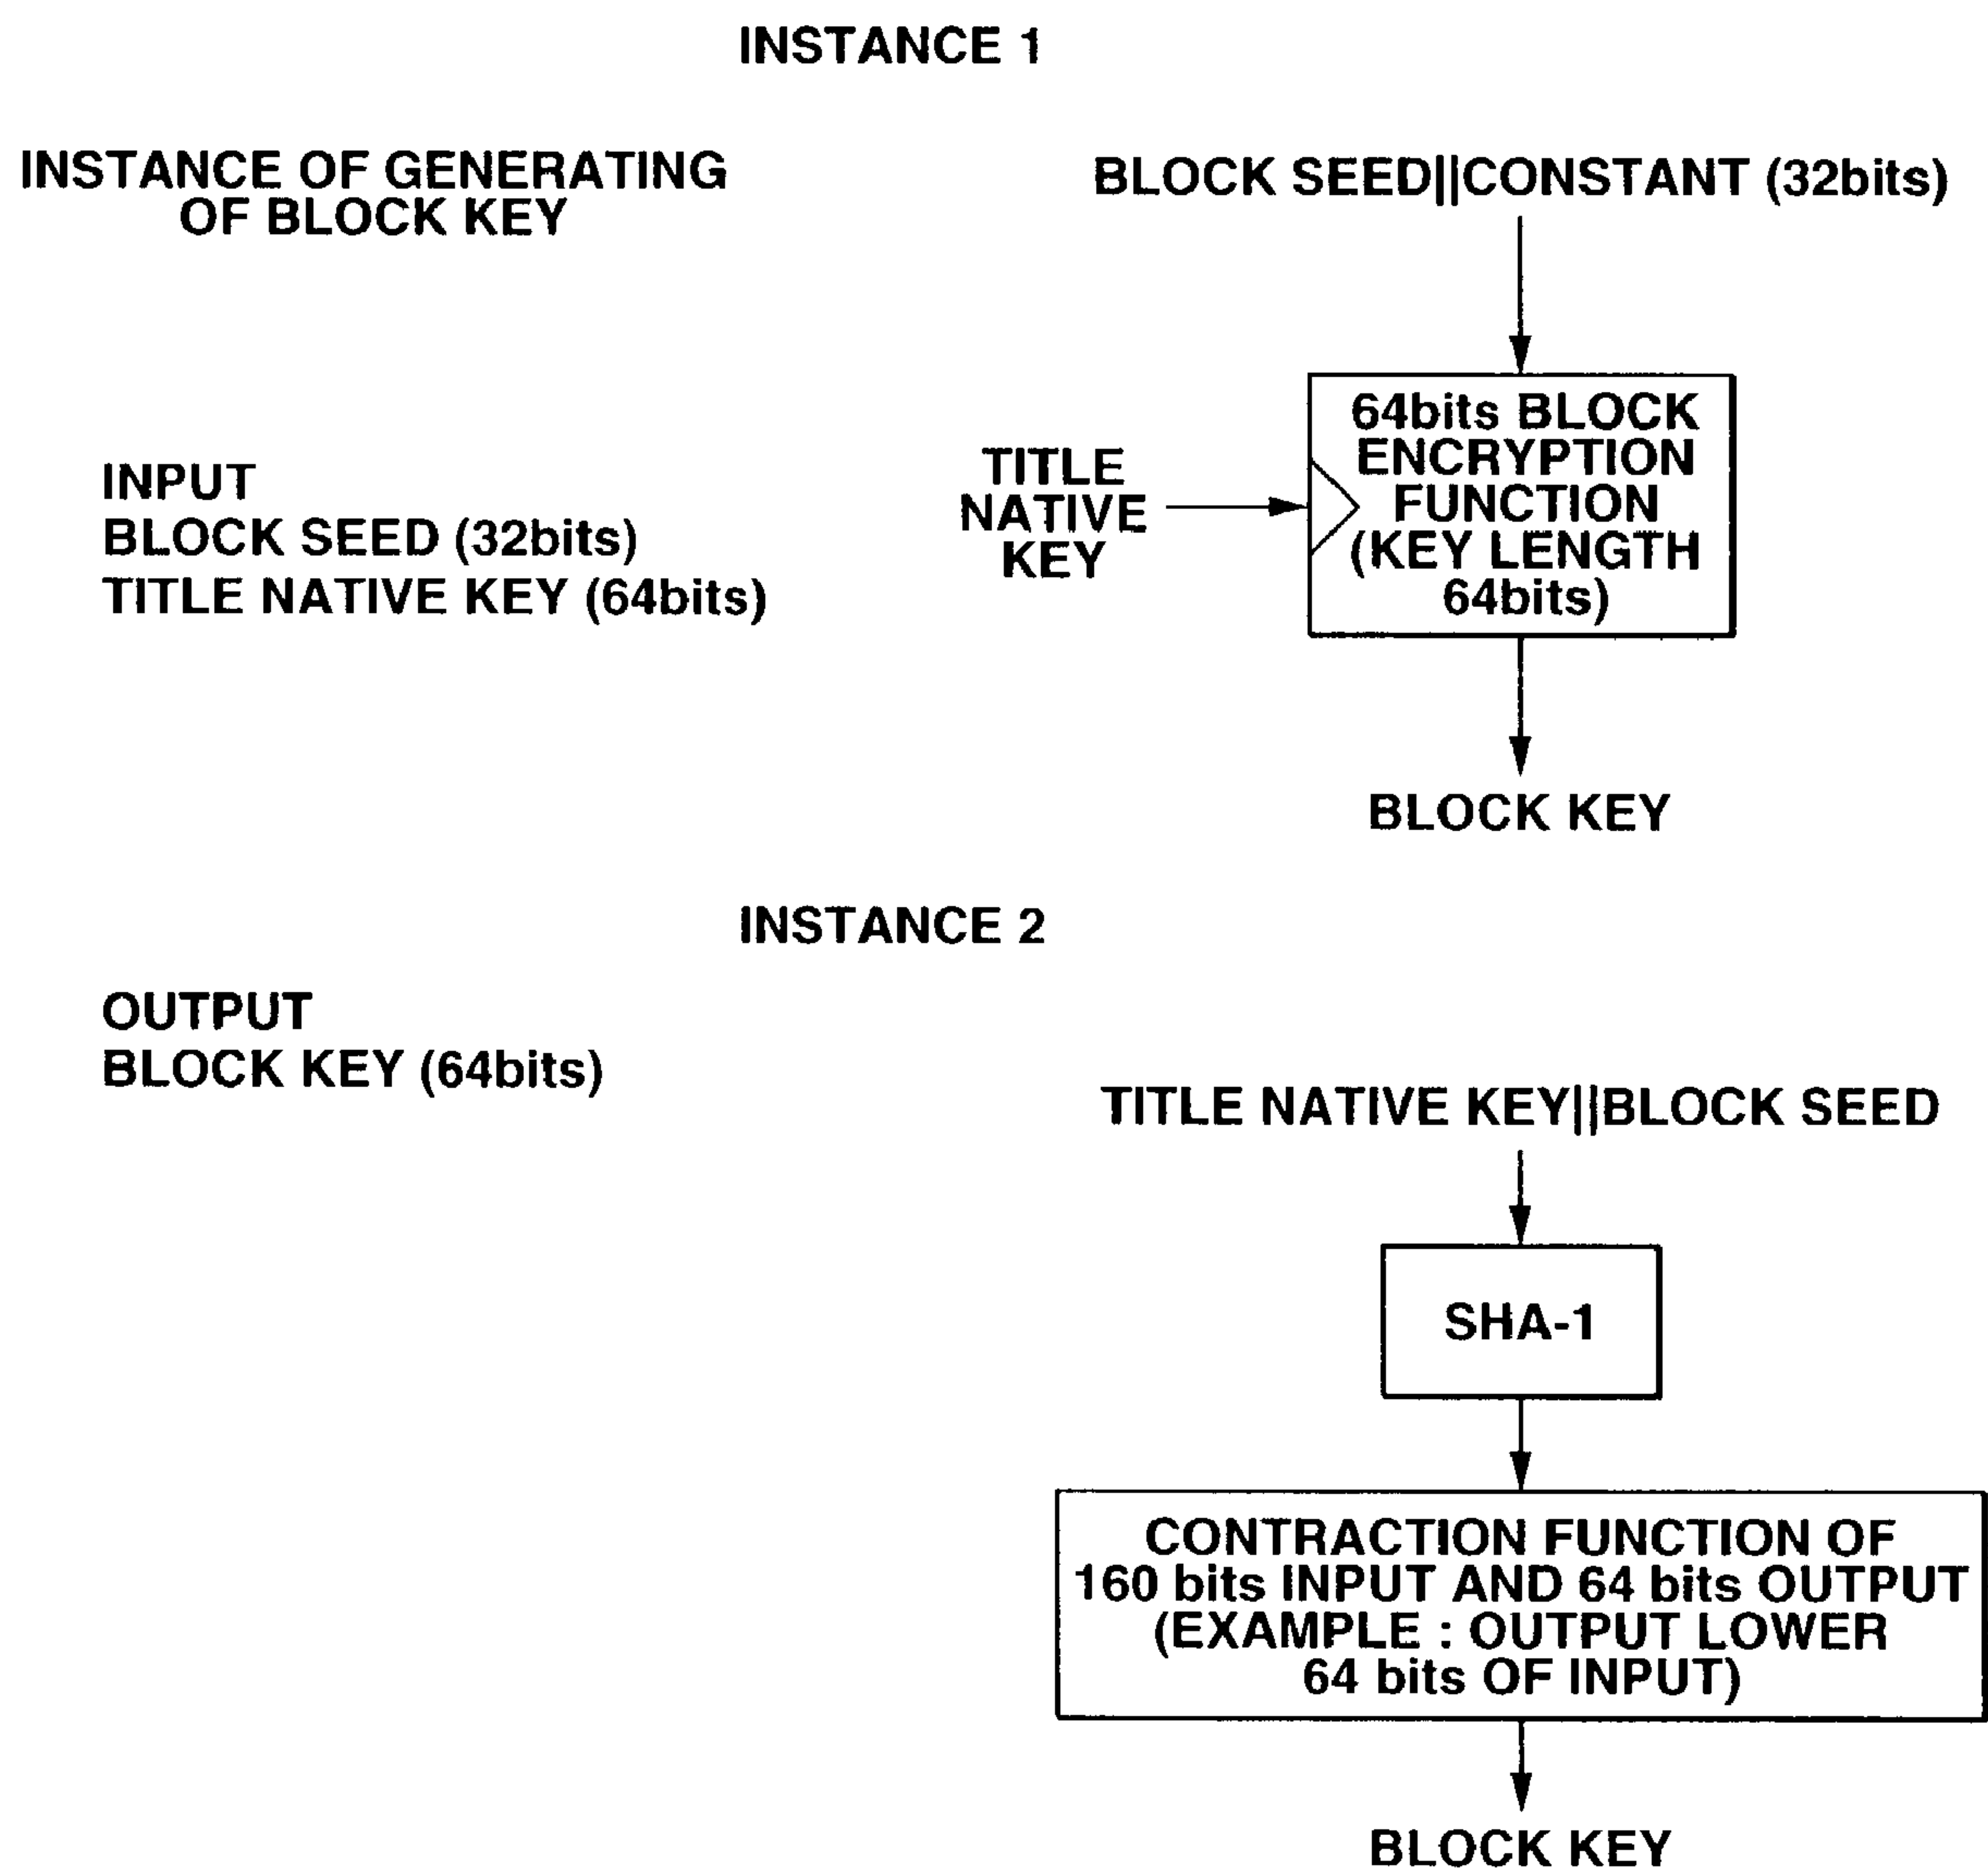 INSTANCE 1
INSTANCE OF GENERATING
OF BLOCK KEY
BLOCK SEED||CONSTANT (32bits)
64bits BLOCK
ENCRYPTION
FUNCTION
(KEY LENGTH
64bits)
TITLE
NATIVE
KEY
INPUT
BLOCK SEED (32bits)
TITLE NATIVE KEY (64bits)
BLOCK KEY
INSTANCE 2
OUTPUT
BLOCK KEY (64bits)
TITLE NATIVE KEY||BLOCK SEED
SHA-1
CONTRACTION FUNCTION OF
160 bits INPUT AND 64 bits OUTPUT
(EXAMPLE : OUTPUT LOWER
64 bits OF INPUT)
BLOCK KEY